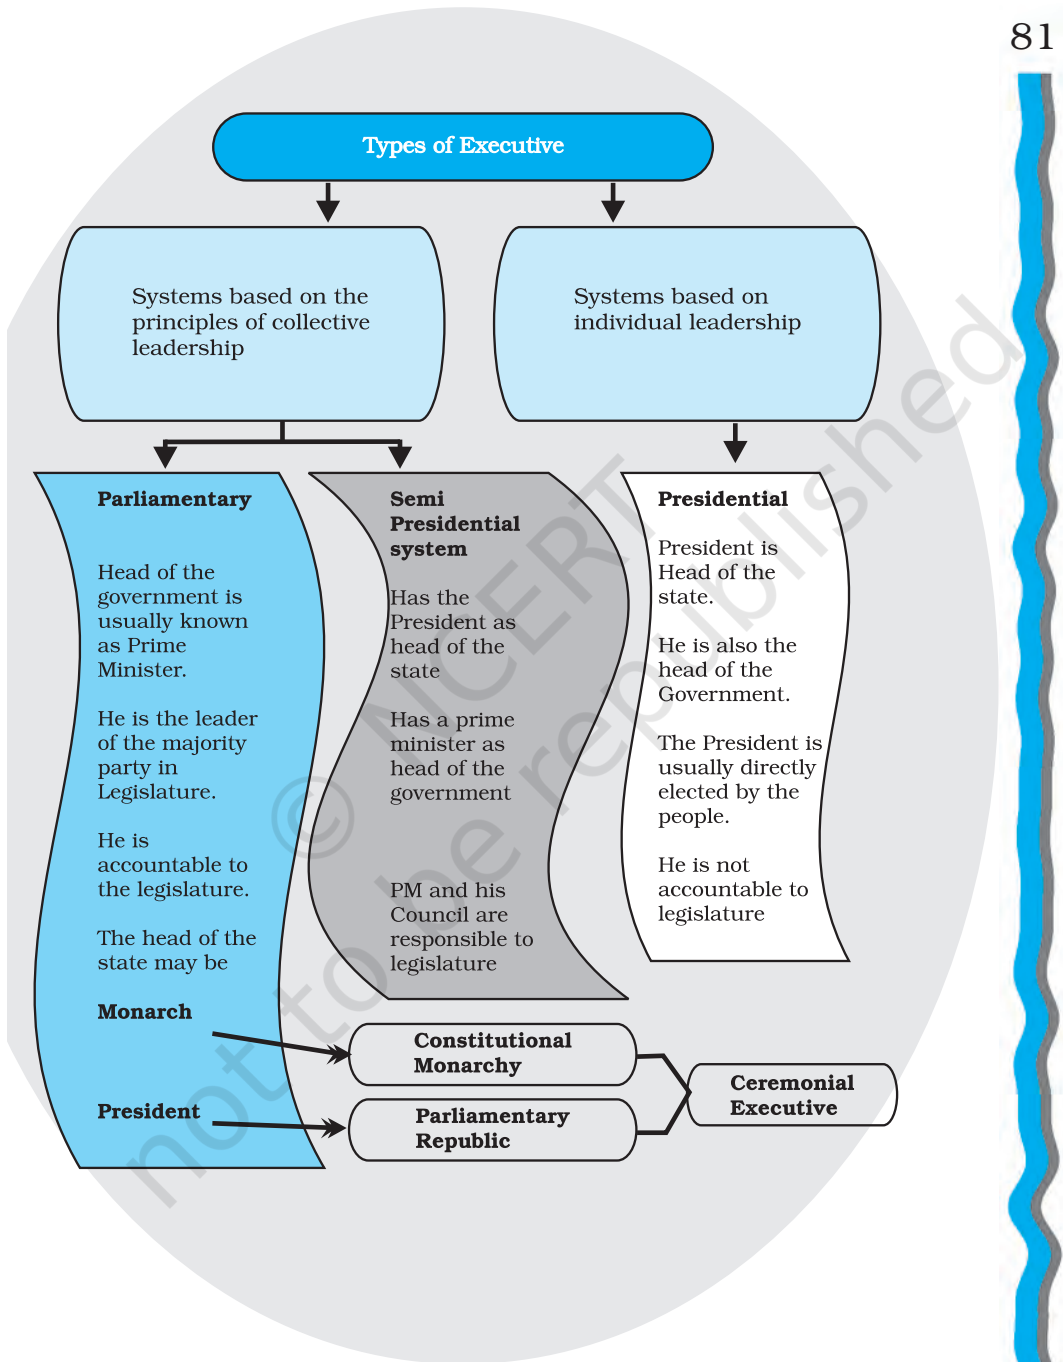 81
Types of Executive
Systems based on the
principles of collective
leadership
Systems based on
individual leadership
Parliamentary
Head of the
government is
usually known
as Prime
Minister.
He is the leader
of the majority
party in
Legislature.
He is
accountable to
the legislature.
The head of the
state may be
Monarch
President
Semi
Presidential
system
Has the
President as
head of the
state
Has a prime
minister as
head of the
government
PM and his
Council are
responsible to
legislature
Presidential
President is
Head of the
state.
He is also the
head of the
Government.
The President is
usually directly
elected by the
people.
He is not
accountable to
legislature
Constitutional
Monarchy
Parliamentary
Republic
Ceremonial
Executive
© NCERT
not to be republished